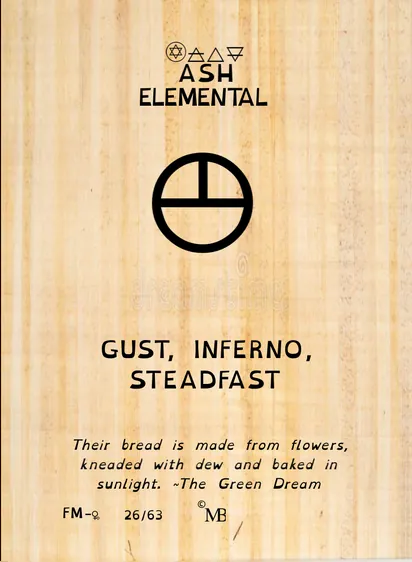 ASH
ELEMENTAL
GUST, INFERNO,
STEADFAST
Their bread is made from flowers,
kneaded with dew and baked in
sunlight. ~The Green Dream
FM-♀ 26/63 © MB